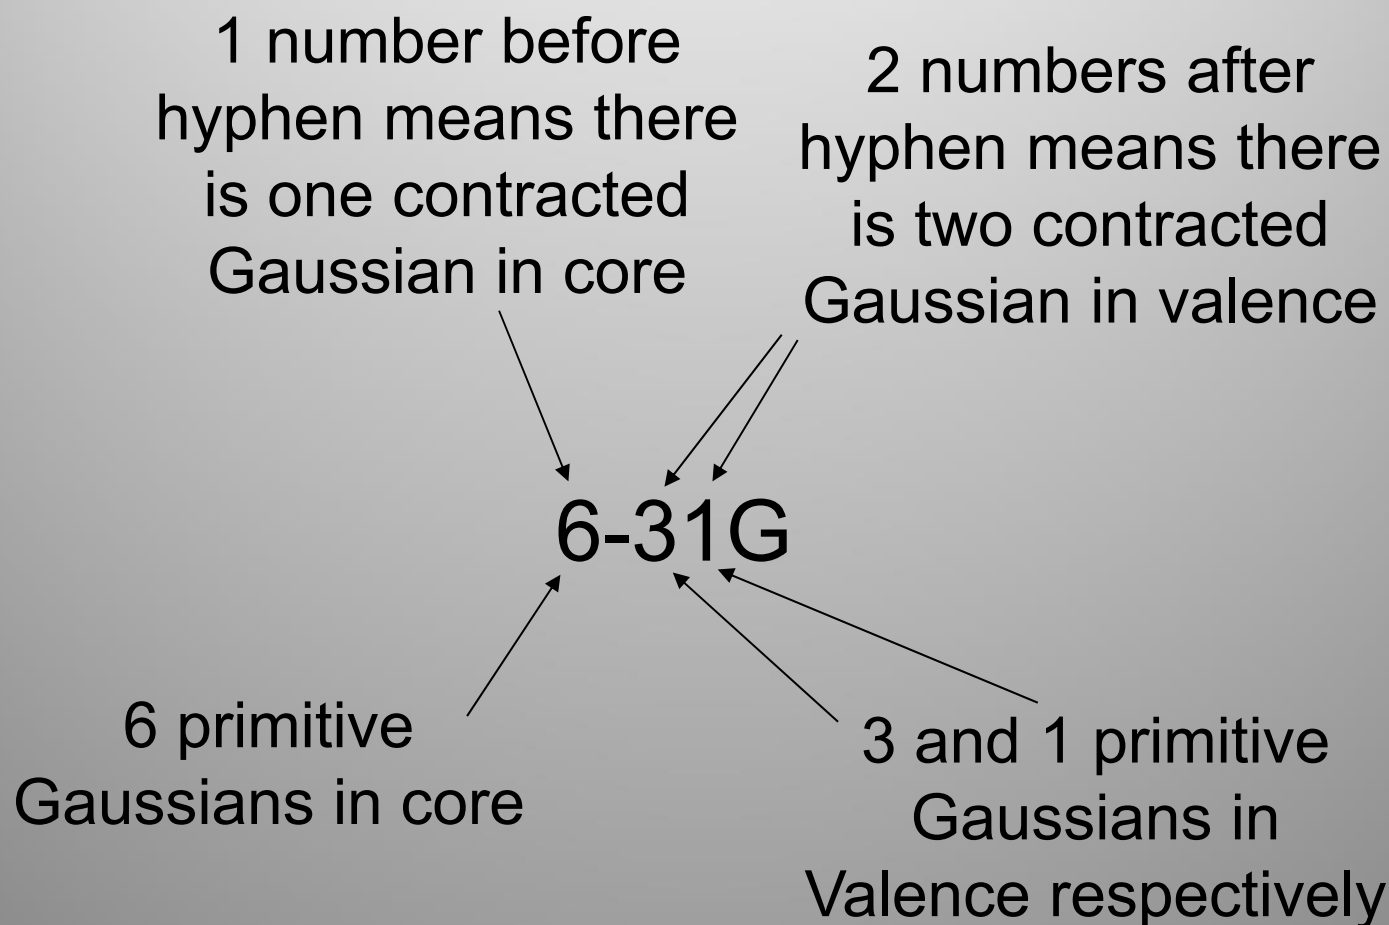 1 number before
hyphen means there
is one contracted
Gaussian in core
2 numbers after
hyphen means there
is two contracted
Gaussian in valence
6-31G
6 primitive
Gaussians in core
3 and 1 primitive
Gaussians in
Valence respectively